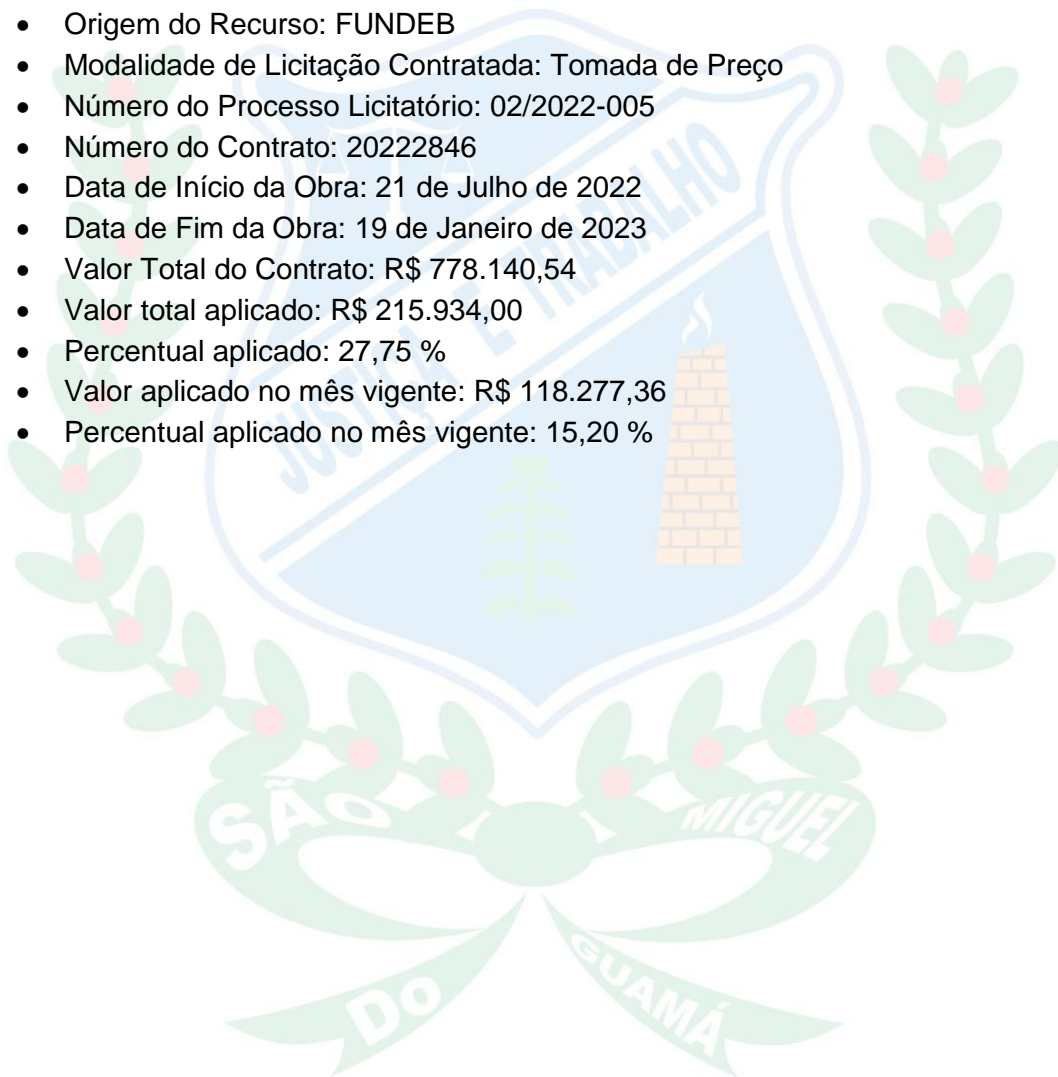 • Origem do Recurso: FUNDEB
• Modalidade de Licitação Contratada: Tomada de Preço
• Número do Processo Licitatório: 02/2022-005
• Número do Contrato: 20222846
• Data de Início da Obra: 21 de Julho de 2022
• Data de Fim da Obra: 19 de Janeiro de 2023
• Valor Total do Contrato: R$ 778.140,54
• Valor total aplicado: R$ 215.934,00
• Percentual aplicado: 27,75 %
• Valor aplicado no mês vigente: R$ 118.277,36
• Percentual aplicado no mês vigente: 15,20 %
JUSTIÇA E TRABALHO
SÃO MIGUEL
DO GUAMÁ